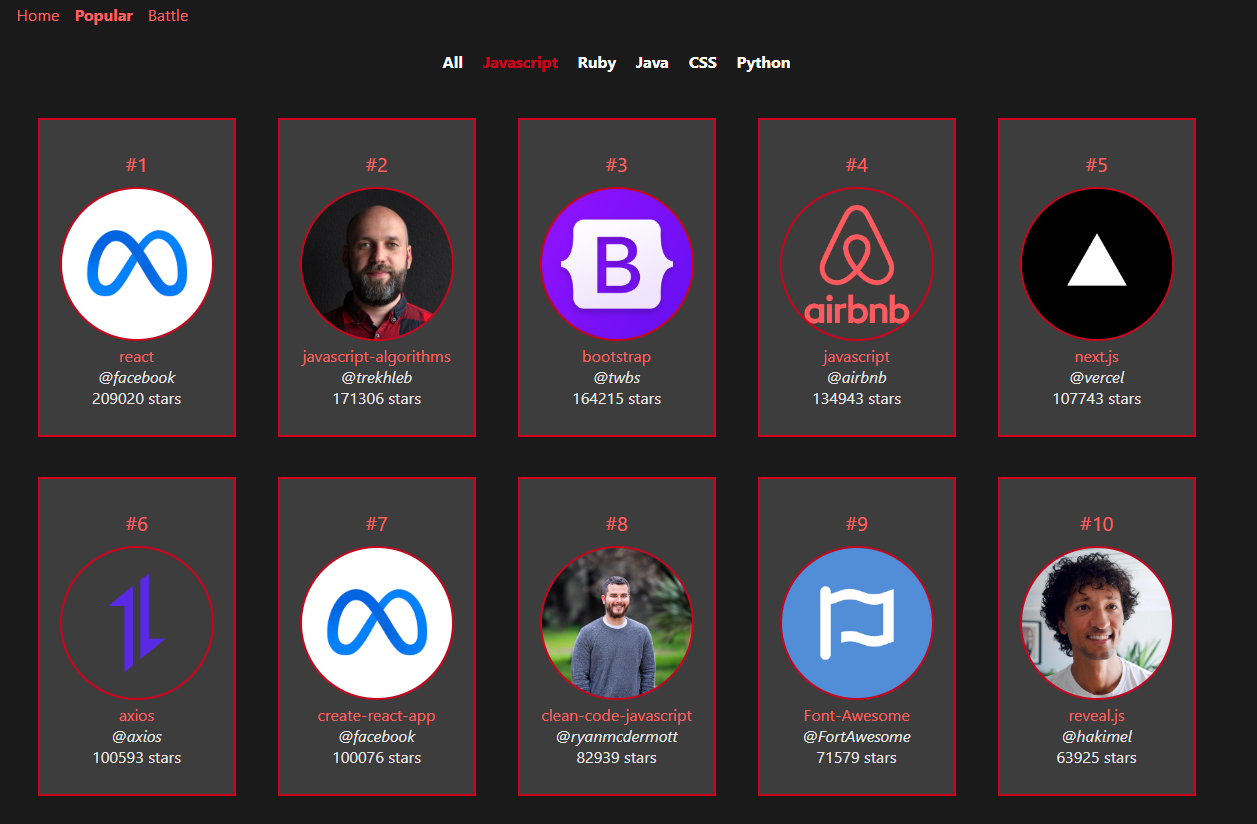 Home Popular Battle
All Javascript Ruby Java CSS Python
#1
react
@facebook
209020 stars
#2
javascript-algorithms
@trekhleb
171306 stars
#3
B
bootstrap
@twbs
164215 stars
#4
airbnb
javascript
@airbnb
134943 stars
#5
next.js
@vercel
107743 stars
#6
axios
@axios
100593 stars
#7
create-react-app
@facebook
100076 stars
#8
clean-code-javascript
@ryanmcdermott
82939 stars
#9
Font-Awesome
@FortAwesome
71579 stars
#10
reveal.js
@hakimel
63925 stars